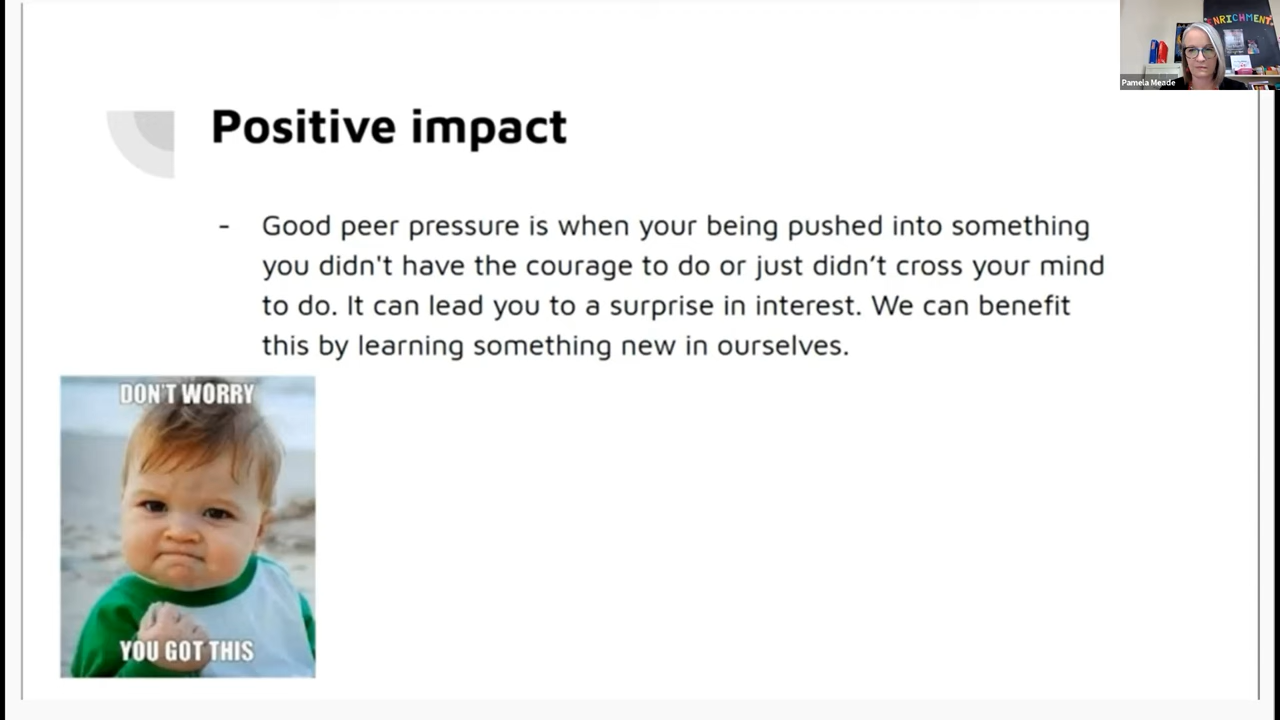 Positive impact
- Good peer pressure is when your being pushed into something
you didn't have the courage to do or just didn’t cross your mind
to do. It can lead you to a surprise in interest. We can benefit
this by learning something new in ourselves.
DON'T WORRY
YOU GOT THIS
ENRICHMENT
Pamela Meade